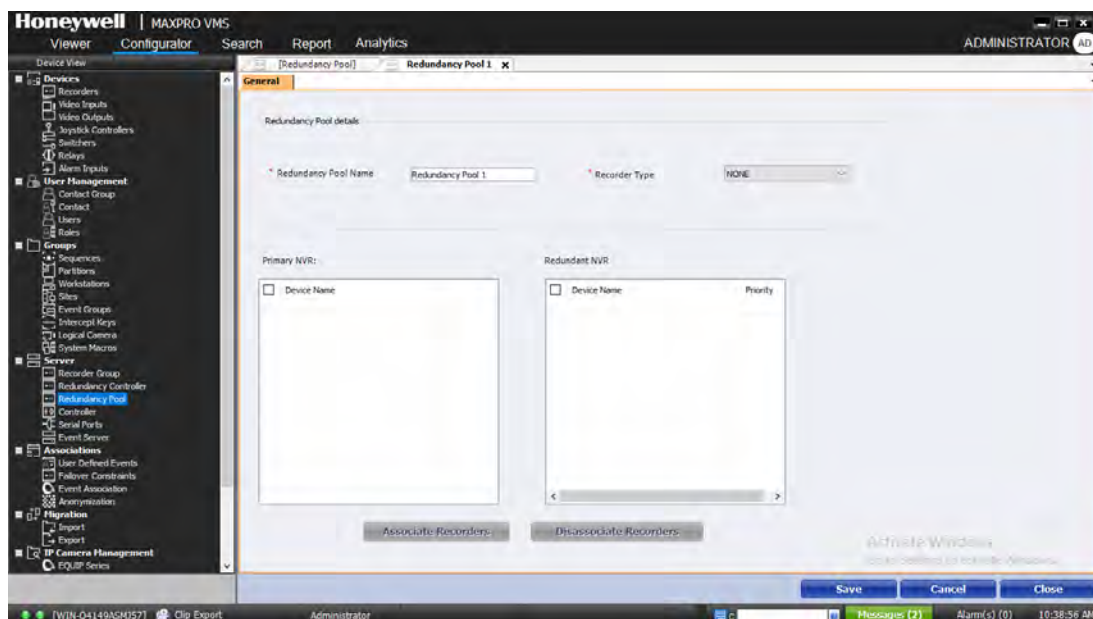 Honeywell | MAXPRO VMS
Viewer Configurator Search Report Analytics ADMINISTRATOR AD
Device View
[Redundancy Pool] Redundancy Pool 1 x
General
Devices
Recorders
Video Inputs
Video Outputs
Joystick Controllers
Switchers
Relays
Alarm Inputs
User Management
Contact Group
Contact
Users
Roles
Groups
Sequences
Partitions
Workstations
Sites
Event Groups
Intercept Keys
Logical Camera
System Macros
Server
Recorder Group
Redundancy Controller
Redundancy Pool
Controller
Serial Ports
Event Server
Associations
User Defined Events
Failover Constraints
Event Association
Anonymization
Migration
Import
Export
IP Camera Management
EQUIP Series
Redundancy Pool details
* Redundancy Pool Name Redundancy Pool 1 * Recorder Type NONE
Primary NVR: Redundant NVR
Device Name Device Name Priority
Associate Recorders Disassociate Recorders
Activate Windows
Save Cancel Close
[WIN-O4149ASMJS7] Clip Export Administrator Messages (2) Alarm(s) (0) 10:38:56 AM